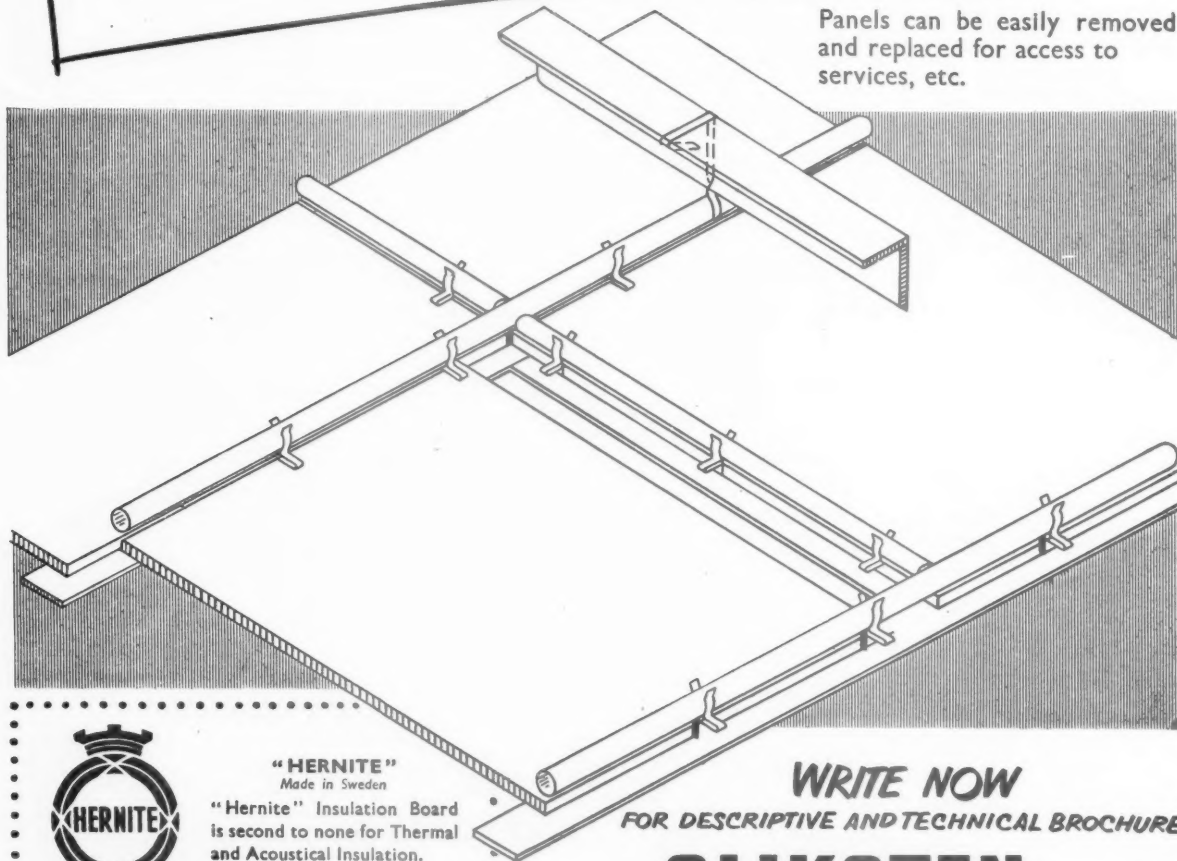 Panels can be easily removed
and replaced for access to
services, etc.
HERNITE
"HERNITE"
Made in Sweden
"Hernite" Insulation Board
is second to none for Thermal
and Acoustical Insulation.
WRITE NOW
FOR DESCRIPTIVE AND TECHNICAL BROCHURE